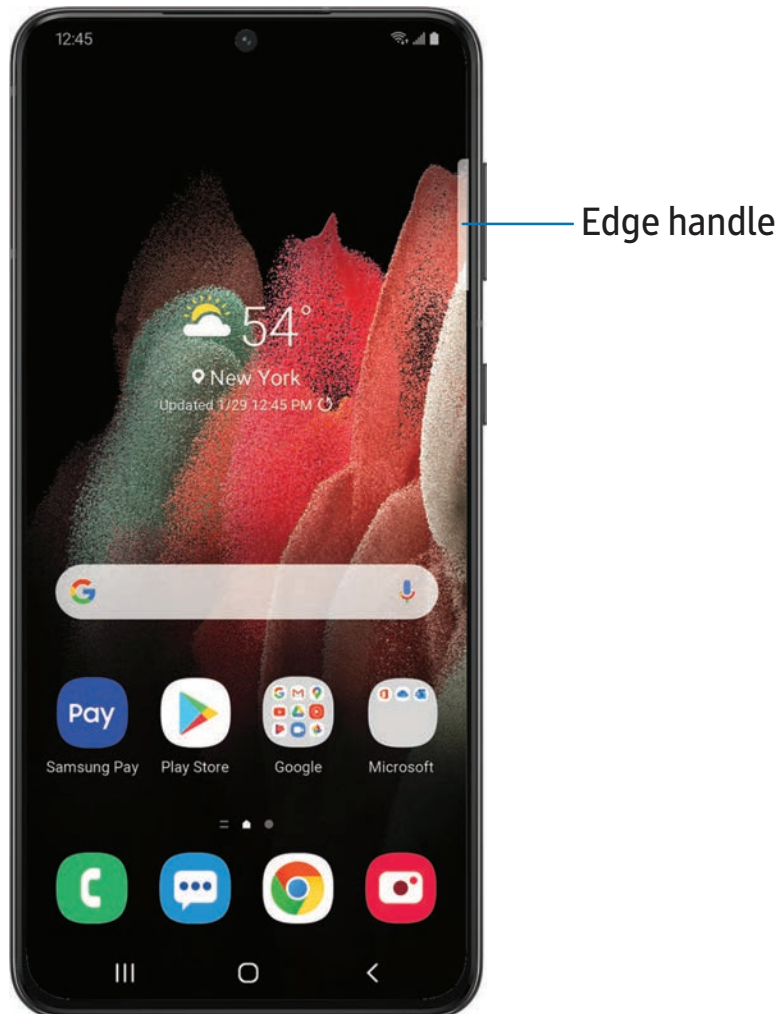 12:45
Edge handle
54°
New York
Updated 1/29 12:45 PM
Pay
Samsung Pay
Play Store
Google
Microsoft